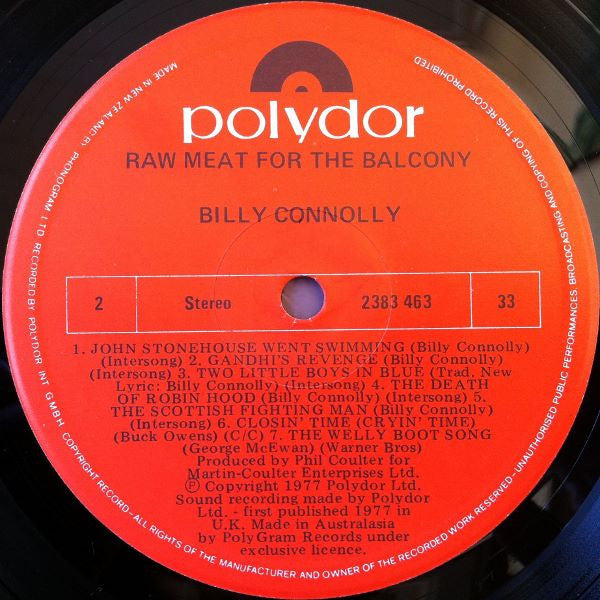 polydor
RAW MEAT FOR THE BALCONY
BILLY CONNOLLY
2 Stereo 2383 463 33
1. JOHN STONEHOUSE WENT SWIMMING (Billy Connolly)
(Intersong) 2. GANDHI'S REVENGE (Billy Connolly)
(Intersong) 3. TWO LITTLE BOYS IN BLUE (Trad, New
Lyric: Billy Connolly) (Intersong) 4. THE DEATH
OF ROBIN HOOD (Billy Connolly) (Intersong) 5.
THE SCOTTISH FIGHTING MAN (Billy Connolly)
(Intersong) 6. CLOSIN' TIME (CRYIN' TIME)
(Buck Owens) (C/C) 7. THE WELLY BOOT SONG
(George McEwan) (Warner Bros)
Produced by Phil Coulter for
Martin-Coulter Enterprises Ltd.
Ⓟ Copyright 1977 Polydor Ltd.
Sound recording made by Polydor
Ltd. - first published 1977 in
U.K. Made in Australasia
by PolyGram Records under
exclusive licence.
MADE IN NEW ZEALAND BY PHONOGRAM LTD RECORDED BY POLYDOR INT GMBH COPYRIGHT RECORD - ALL RIGHTS OF THE MANUFACTURER AND OWNER OF THE RECORDED WORK RESERVED - UNAUTHORISED PUBLIC PERFORMANCES, BROADCASTING AND COPYING OF THIS RECORD PROHIBITED